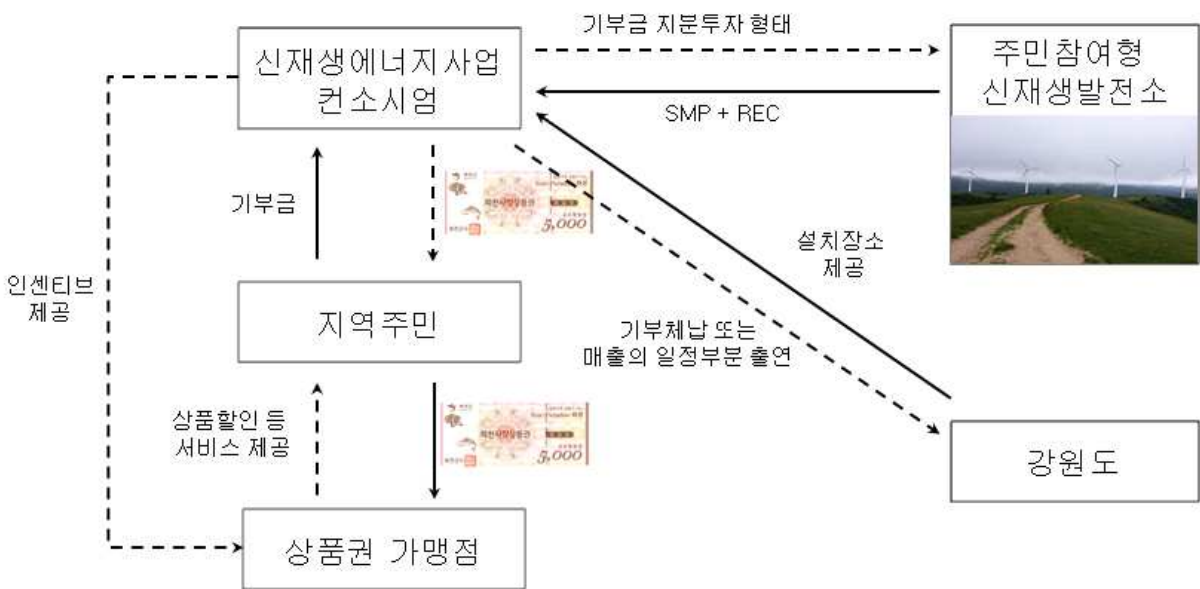 기부금 지분투자 형태
신재생에너지사업
컨소시엄
주민참여형
신재생발전소
SMP + REC
기부금
5,000
설치장소
제공
인센티브
제공
지역주민
기부체납 또는
매출의 일정부분 출연
상품할인 등
서비스 제공
5,000
강원도
상품권 가맹점